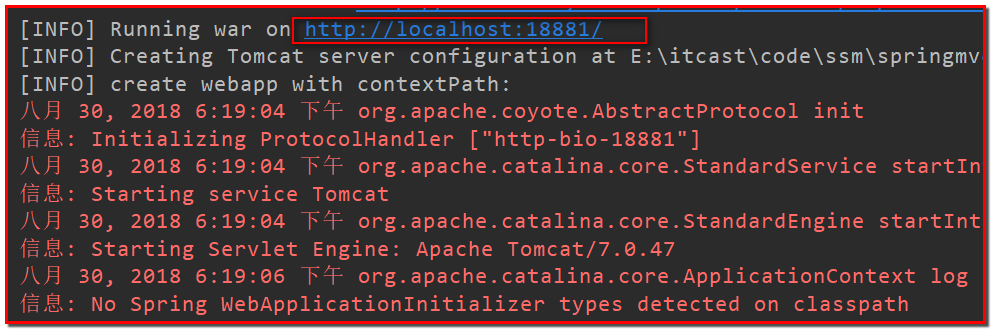 [INFO] Running war on http://localhost:18881/
[INFO] Creating Tomcat server configuration at E:\itcast\code\ssm\springmv
[INFO] create webapp with contextPath:
八月 30, 2018 6:19:04 下午 org.apache.coyote.AbstractProtocol init
信息: Initializing ProtocolHandler ["http-bio-18881"]
八月 30, 2018 6:19:04 下午 org.apache.catalina.core.StandardService startIn
信息: Starting service Tomcat
八月 30, 2018 6:19:04 下午 org.apache.catalina.core.StandardEngine startInt
信息: Starting Servlet Engine: Apache Tomcat/7.0.47
八月 30, 2018 6:19:06 下午 org.apache.catalina.core.ApplicationContext log
信息: No Spring WebApplicationInitializer types detected on classpath